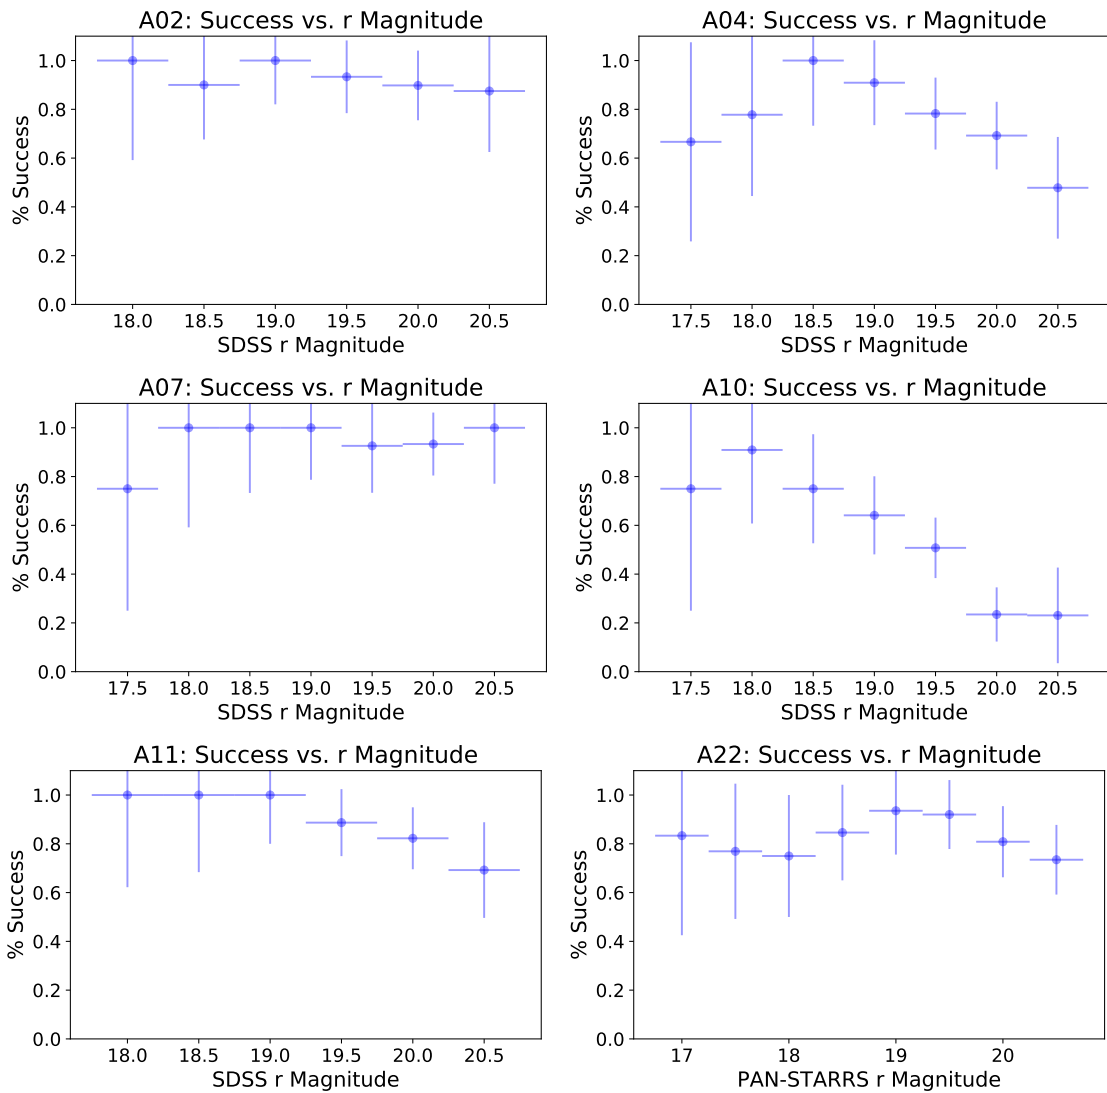 A02: Success vs. r Magnitude
% Success
1.0
0.8
0.6
0.4
0.2
0.0
18.0 18.5 19.0 19.5 20.0 20.5
SDSS r Magnitude
A04: Success vs. r Magnitude
% Success
1.0
0.8
0.6
0.4
0.2
0.0
17.5 18.0 18.5 19.0 19.5 20.0 20.5
SDSS r Magnitude
A07: Success vs. r Magnitude
% Success
1.0
0.8
0.6
0.4
0.2
0.0
17.5 18.0 18.5 19.0 19.5 20.0 20.5
SDSS r Magnitude
A10: Success vs. r Magnitude
% Success
1.0
0.8
0.6
0.4
0.2
0.0
17.5 18.0 18.5 19.0 19.5 20.0 20.5
SDSS r Magnitude
A11: Success vs. r Magnitude
% Success
1.0
0.8
0.6
0.4
0.2
0.0
18.0 18.5 19.0 19.5 20.0 20.5
SDSS r Magnitude
A22: Success vs. r Magnitude
% Success
1.0
0.8
0.6
0.4
0.2
0.0
17 18 19 20
PAN-STARRS r Magnitude